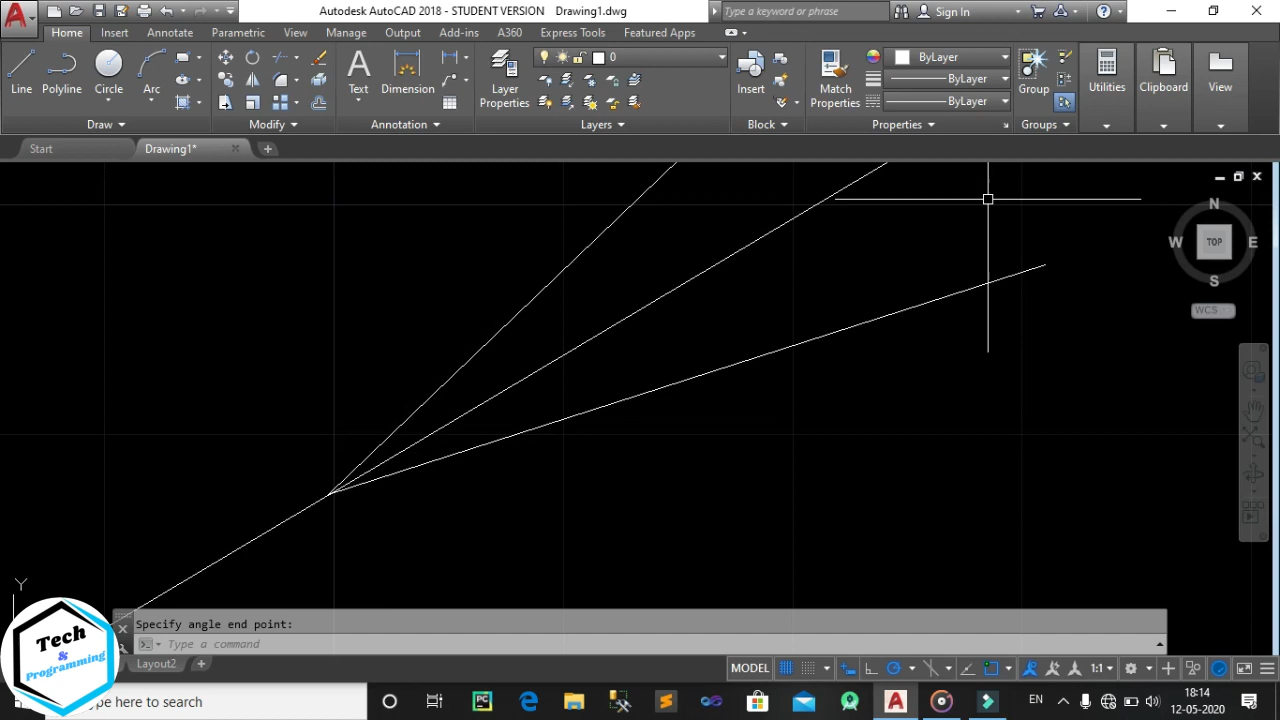 Autodesk AutoCAD 2018 - STUDENT VERSION Drawing1.dwg
Type a keyword or phrase
Sign In
Home Insert Annotate Parametric View Manage Output Add-ins A360 Express Tools Featured Apps
Line Polyline Circle Arc
Text Dimension
Layer Properties
0
Insert
Match Properties
ByLayer
ByLayer
ByLayer
Group
Utilities Clipboard View
Draw Modify Annotation Layers Block Properties Groups
Start Drawing1*
N
W TOP E
S
WCS
Y
Specify angle end point:
Type a command
Layout2
MODEL 1:1
Tech
&
Programming
ype here to search
EN
18:14
12-05-2020